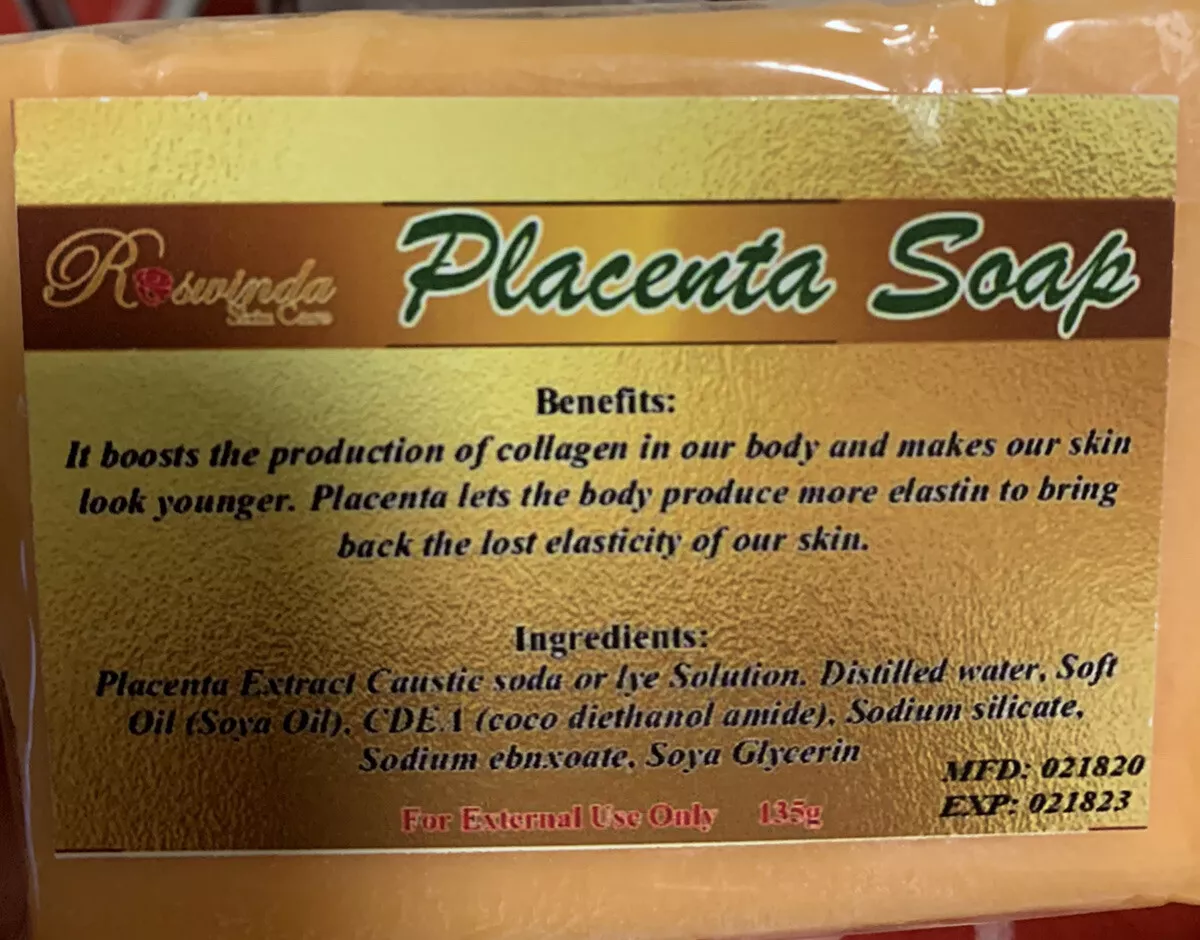 Roswinda
Skin Care
Placenta Soap
Benefits:
It boosts the production of collagen in our body and makes our skin
look younger. Placenta lets the body produce more elastin to bring
back the lost elasticity of our skin.
Ingredients:
Placenta Extract Caustic soda or lye Solution. Distilled water, Soft
Oil (Soya Oil), CDEA (coco diethanol amide), Sodium silicate,
Sodium ebnxoate, Soya Glycerin
MFD: 021820
EXP: 021823
For External Use Only 135g